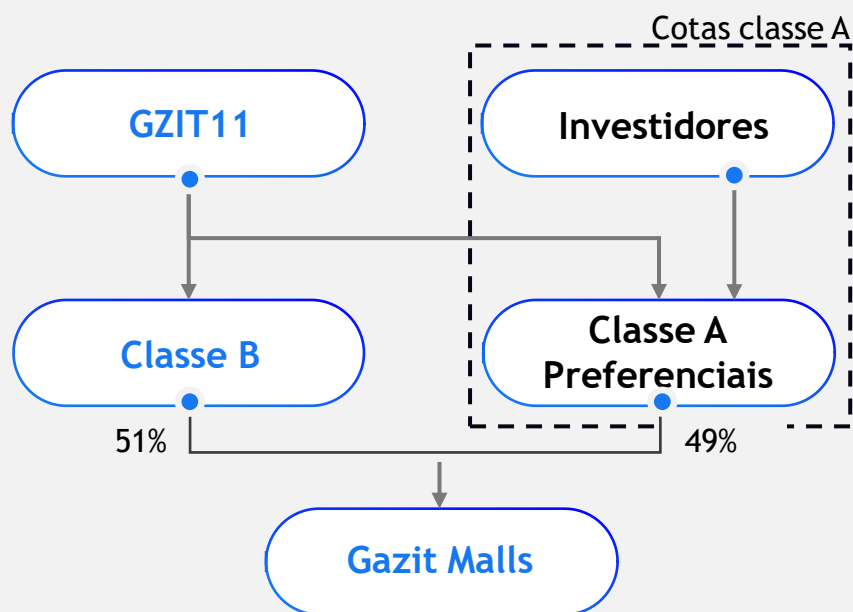 Cotas classe A
GZIT11
Investidores
Classe B
Classe A
Preferenciais
51%
49%
Gazit Malls